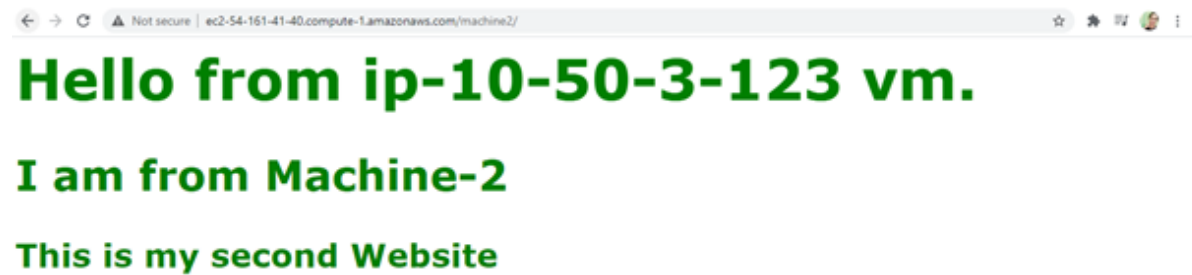 Not secure | ec2-54-161-41-40.compute-1.amazonaws.com/machine2/
Hello from ip-10-50-3-123 vm.
I am from Machine-2
This is my second Website